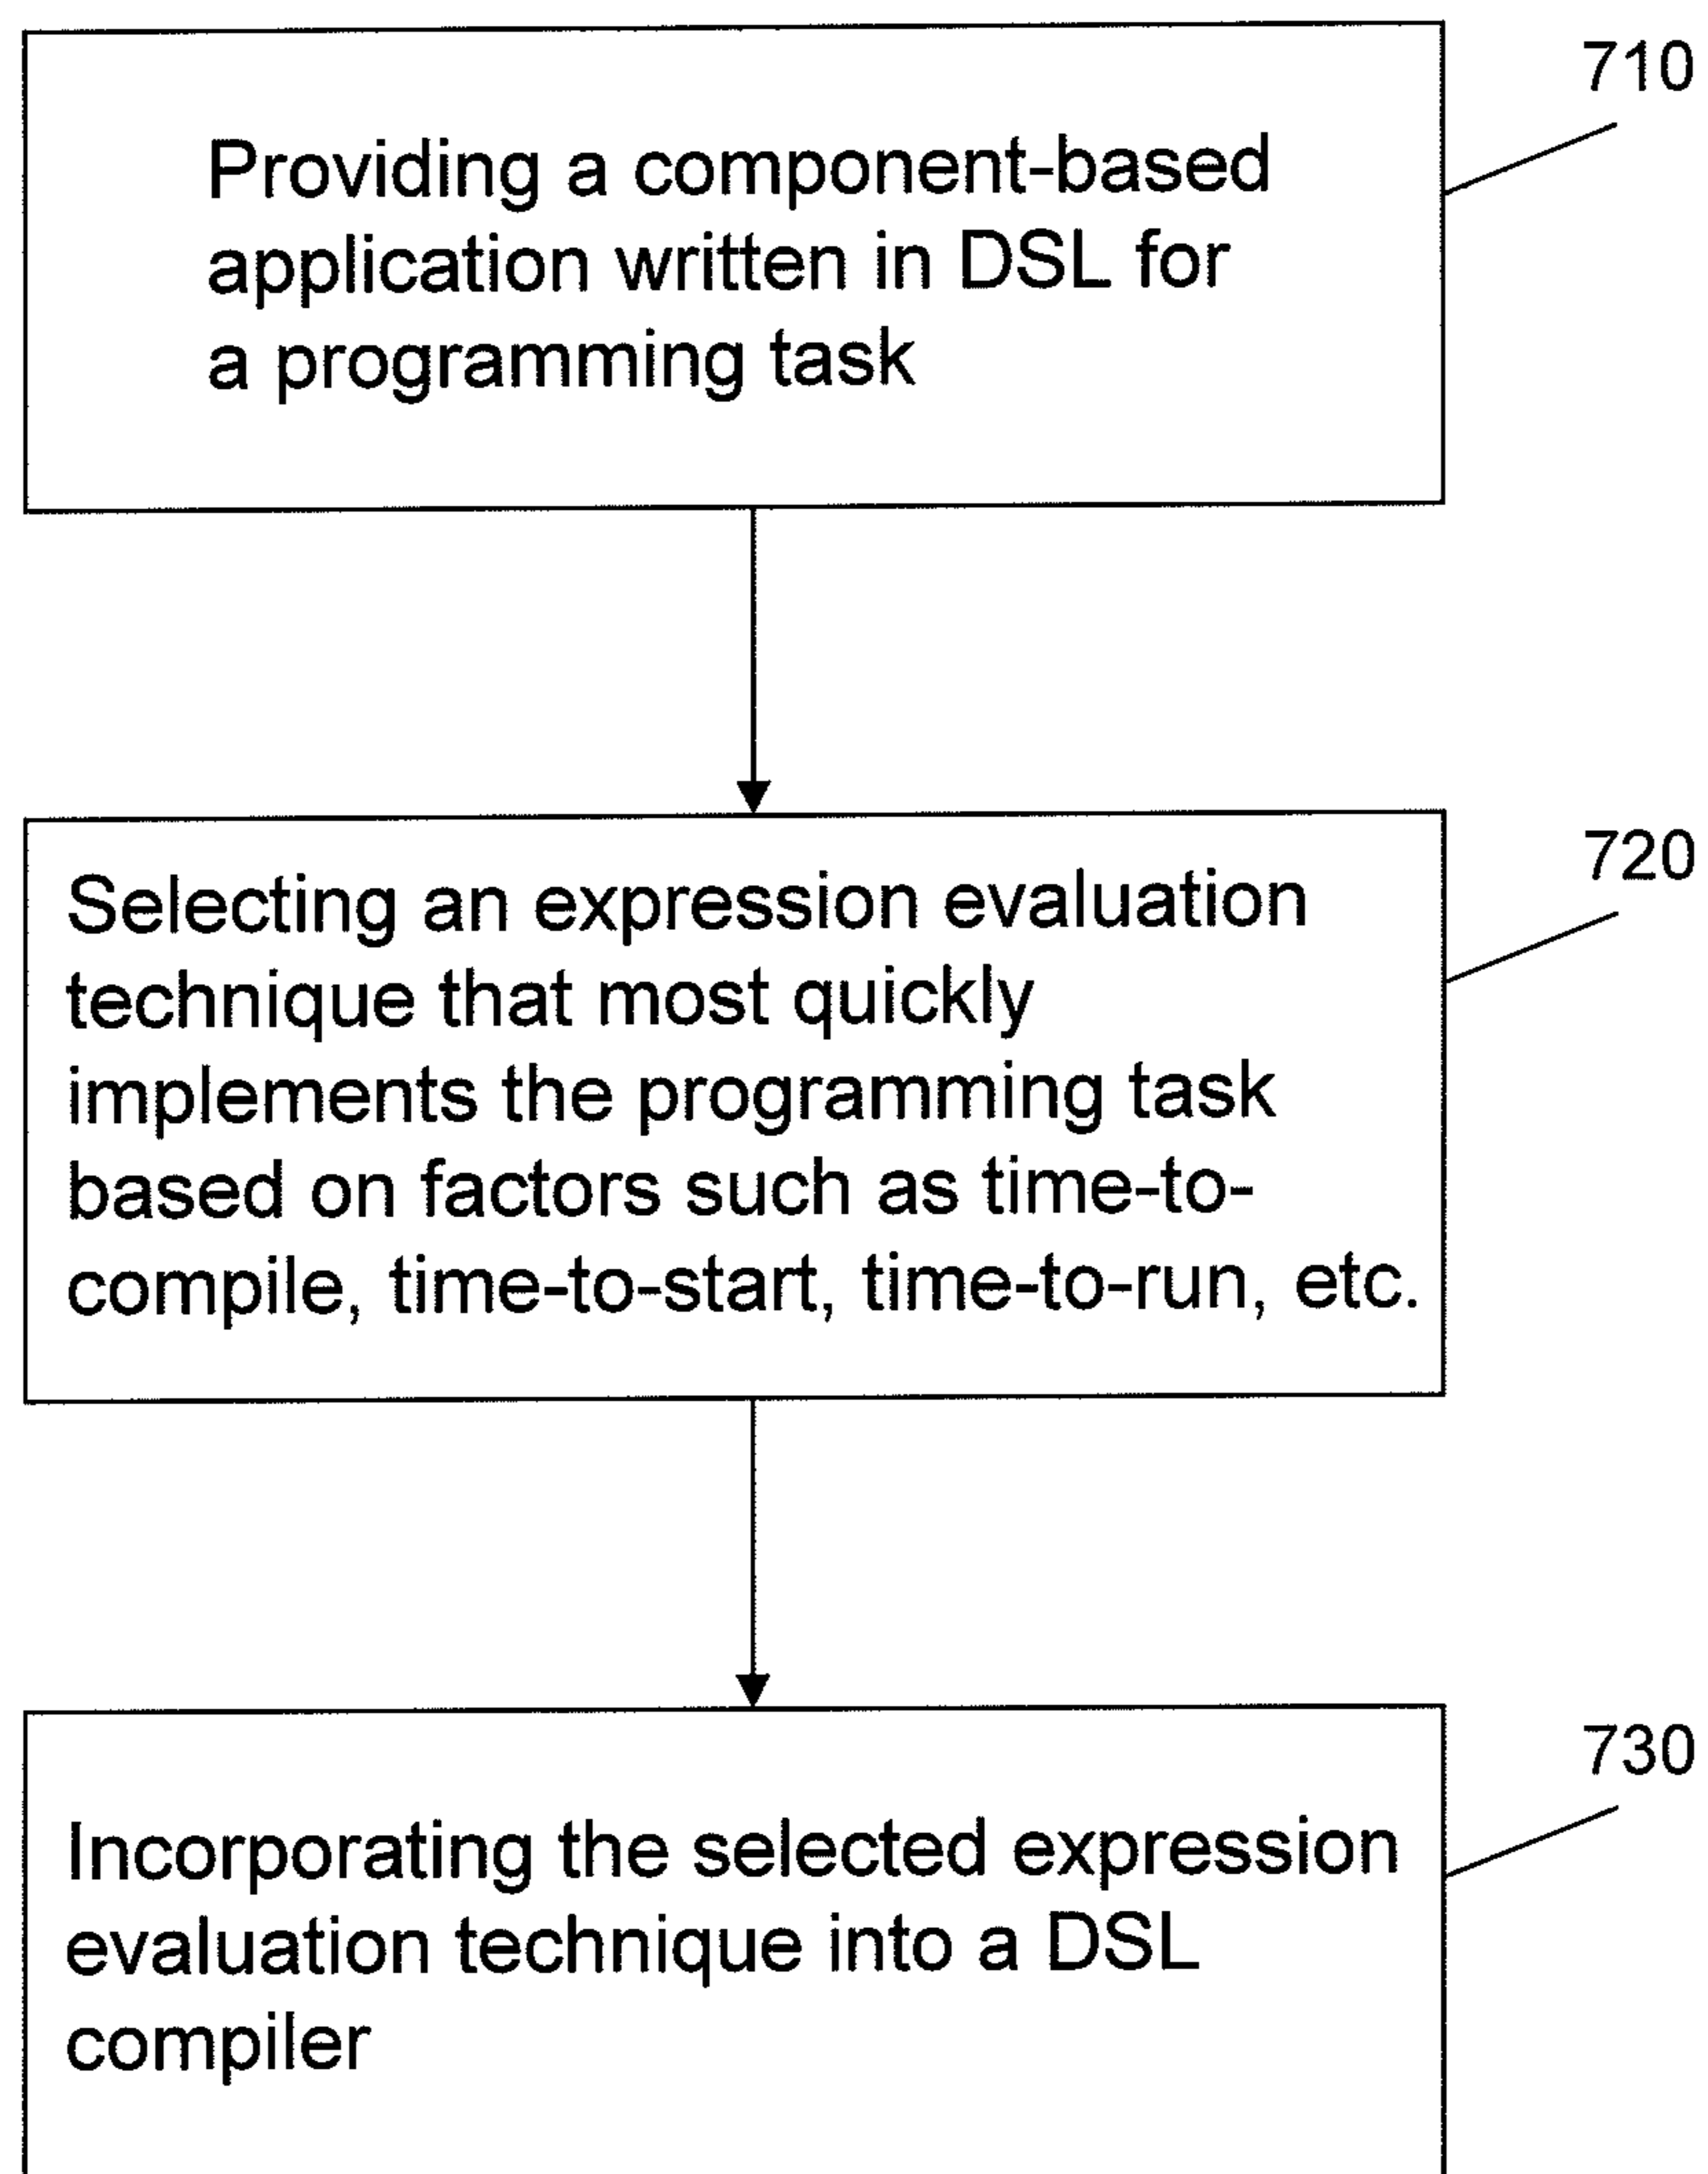 710
Providing a component-based
application written in DSL for
a programming task
720
Selecting an expression evaluation
technique that most quickly
implements the programming task
based on factors such as time-to-
compile, time-to-start, time-to-run, etc.
730
Incorporating the selected expression
evaluation technique into a DSL
compiler